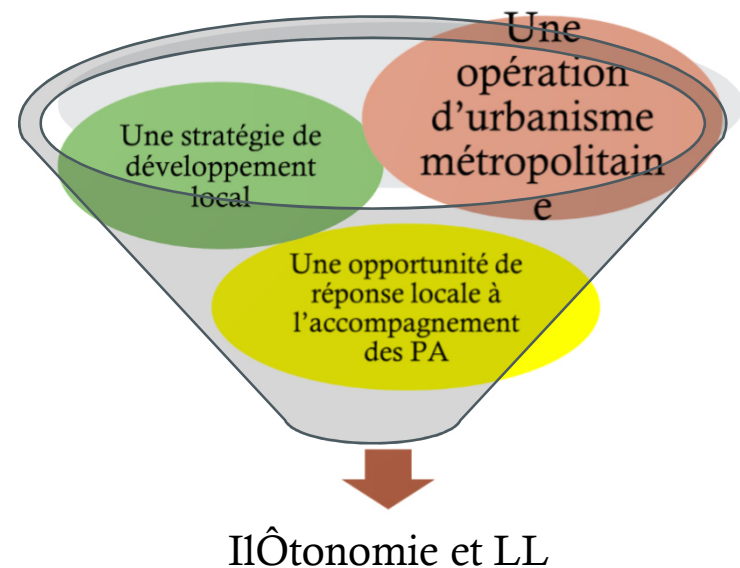 Une
opération
d’urbanisme
métropolitain
e
Une stratégie de
développement
local
Une opportunité de
réponse locale à
l’accompagnement
des PA
IlÔtonomie et LL